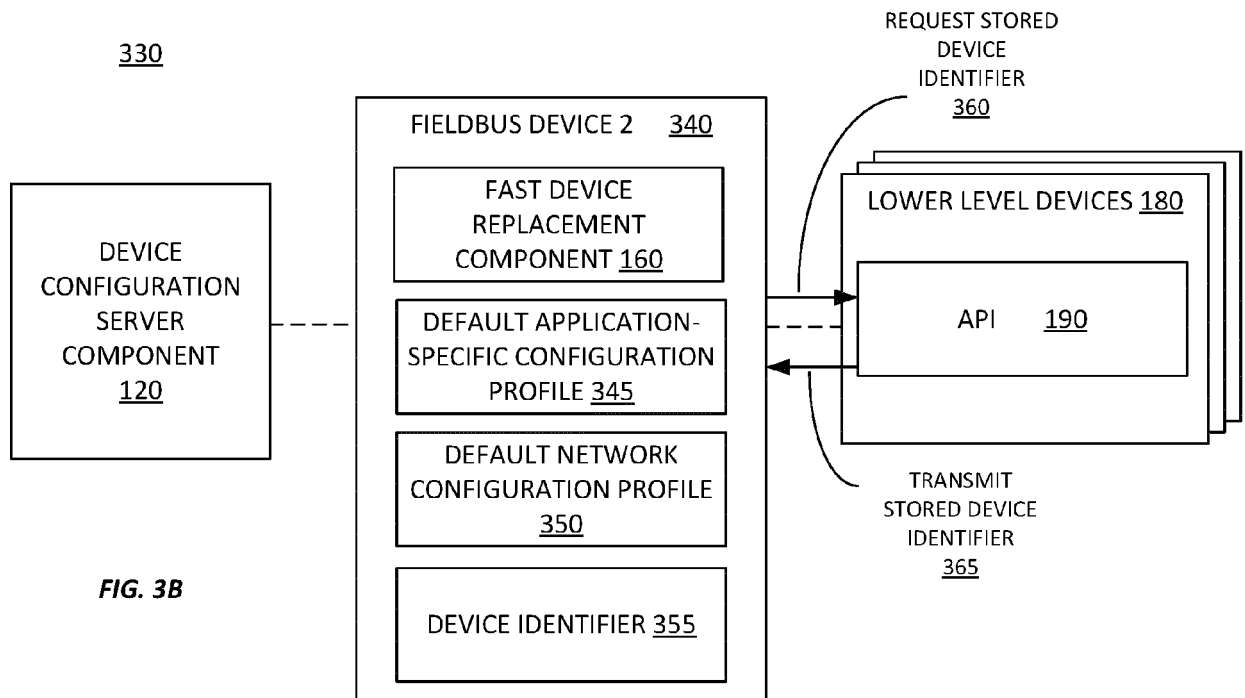 330
REQUEST STORED
DEVICE
IDENTIFIER
360
FIELDBUS DEVICE 2 340
FAST DEVICE
REPLACEMENT
COMPONENT 160
DEFAULT APPLICATION-
SPECIFIC CONFIGURATION
PROFILE 345
DEFAULT NETWORK
CONFIGURATION PROFILE
350
DEVICE IDENTIFIER 355
DEVICE
CONFIGURATION
SERVER
COMPONENT
120
LOWER LEVEL DEVICES 180
API 190
TRANSMIT
STORED DEVICE
IDENTIFIER
365
FIG. 3B